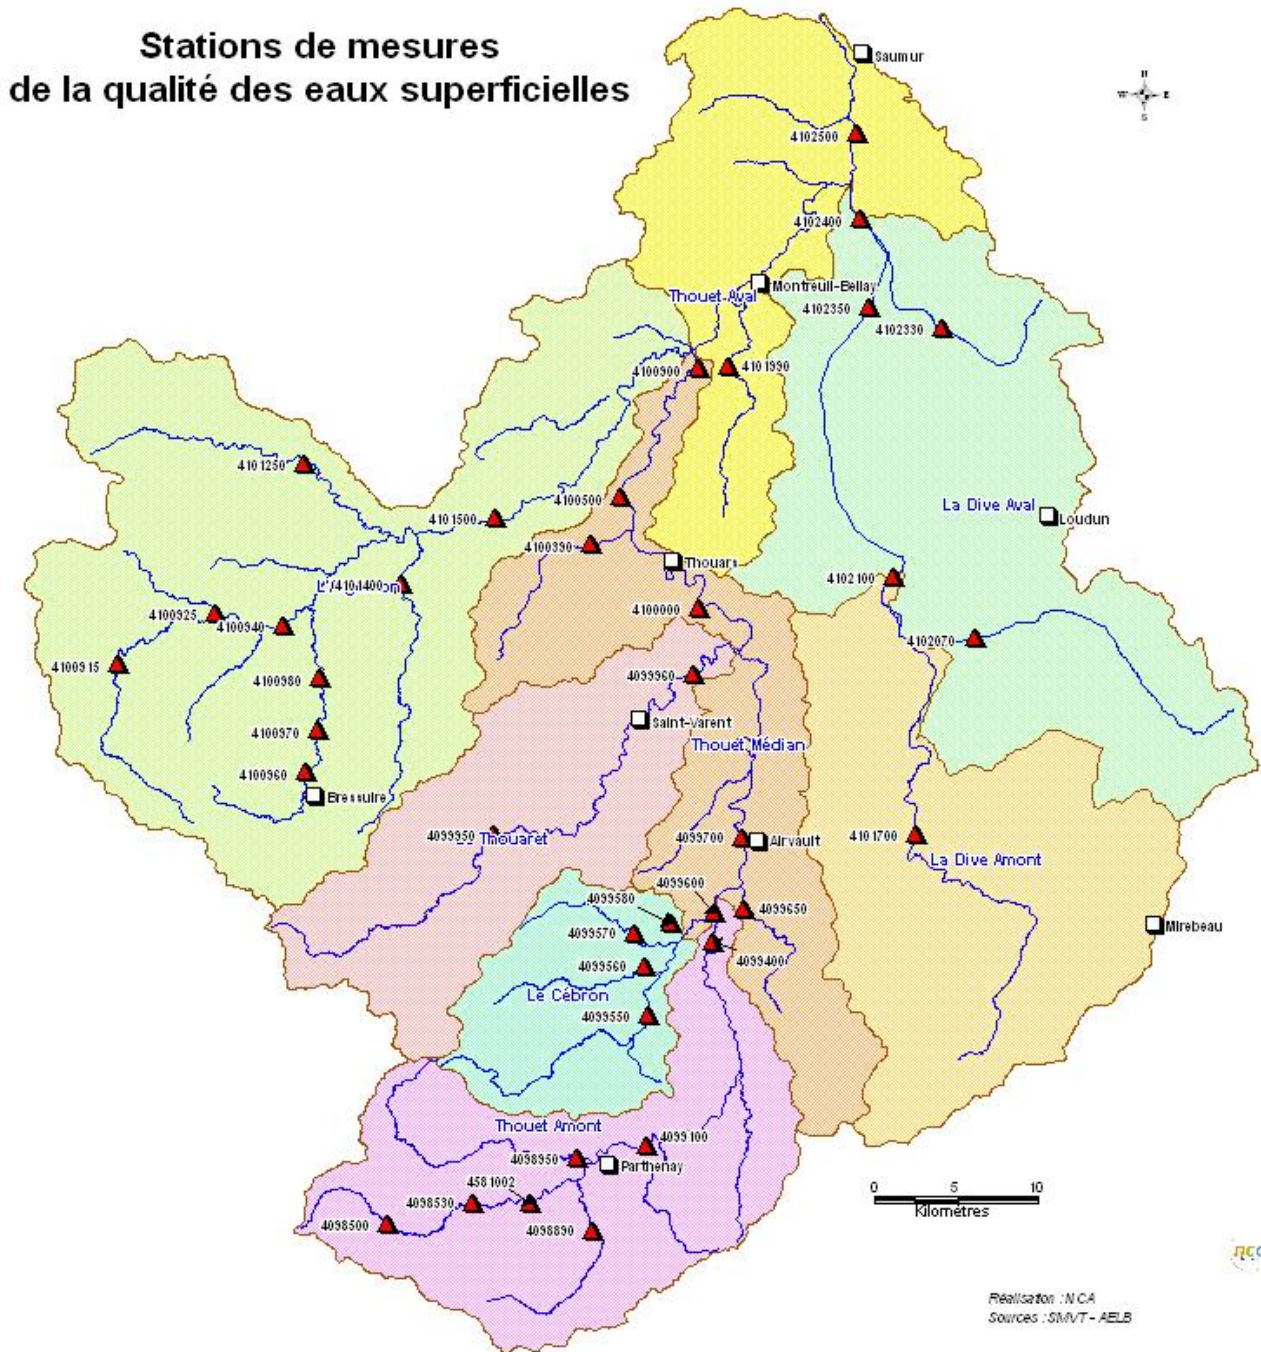 Stations de mesures
de la qualité des eaux superficielles
N
W E
S
Saumur
4102500
4102400
Montreuil-Bellay
Thouet Aval
4102350
4102330
4100900
4101990
4101250
4101500
4100500
La Dive Aval
Loudun
4100390
Thouars
4102100
4101400
4100925
4100940
4100000
4102070
4100915
4100980
4099960
Saint-Varent
4100970
Thouet Médian
4100960
Bressuire
4099950
Thouaret
4099700
Airvault
4101700
La Dive Amont
4099600
4099580
4099650
Mirebeau
4099570
4099400
4099560
Le Cébron
4099550
Thouet Amont
4099100
4098950
Parthenay
4581002
4098530
4098500
4098890
0 5 10
Kilomètres
Réalisation : NCA
Sources : SMVT - AELB